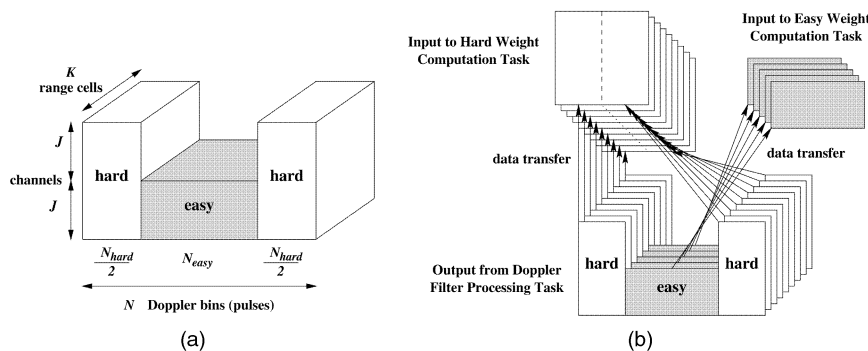 K
range cells
J
channels
J
hard
hard
easy
N_hard
2
N_easy
N_hard
2
N Doppler bins (pulses)
(a)
Input to Hard Weight
Computation Task
Input to Easy Weight
Computation Task
data transfer
data transfer
Output from Doppler
Filter Processing Task
hard
hard
easy
(b)